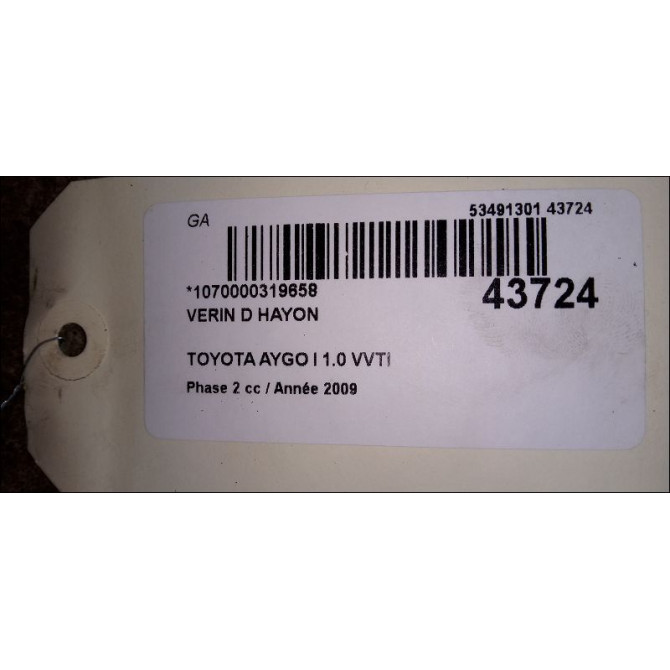 GA
53491301 43724
*1070000319658
43724
VERIN D HAYON
TOYOTA AYGO I 1.0 VVTI
Phase 2 cc / Année 2009